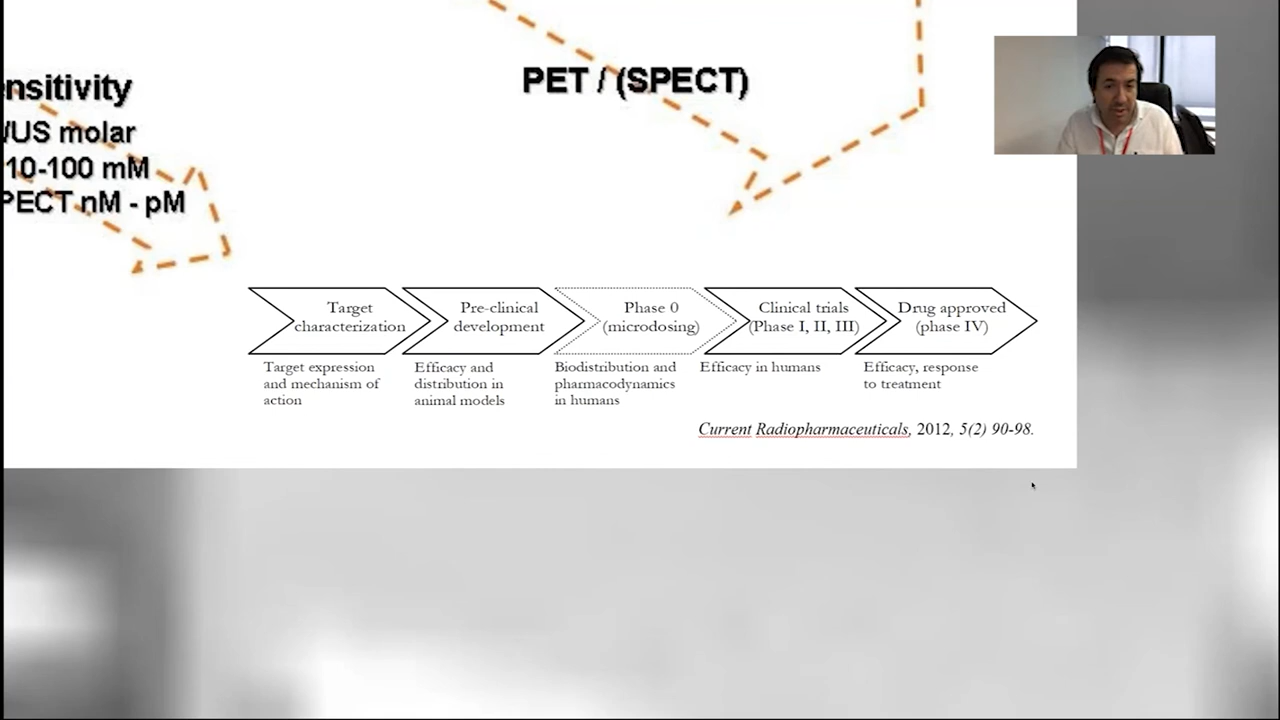 PET / (SPECT)
nsitivity
/US molar
10-100 mM
PECT nM - pM
Target
characterization
Pre-clinical
development
Phase 0
(microdosing)
Clinical trials
(Phase I, II, III)
Drug approved
(phase IV)
Target expression
and mechanism of
action
Efficacy and
distribution in
animal models
Biodistribution and
pharmacodynamics
in humans
Efficacy in humans
Efficacy, response
to treatment
Current Radiopharmaceuticals, 2012, 5(2) 90-98.